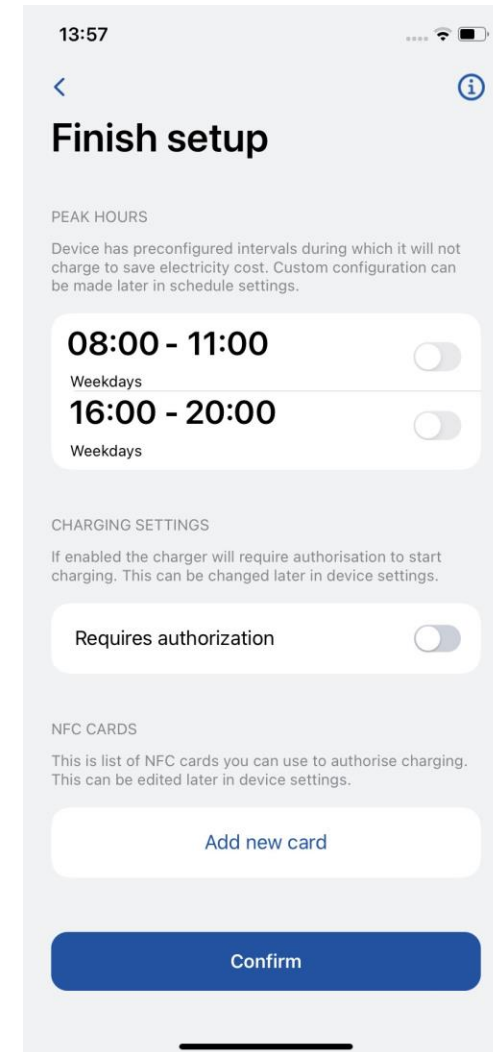 13:57
Finish setup
PEAK HOURS
Device has preconfigured intervals during which it will not
charge to save electricity cost. Custom configuration can
be made later in schedule settings.
08:00 - 11:00
Weekdays
16:00 - 20:00
Weekdays
CHARGING SETTINGS
If enabled the charger will require authorisation to start
charging. This can be changed later in device settings.
Requires authorization
NFC CARDS
This is list of NFC cards you can use to authorise charging.
This can be edited later in device settings.
Add new card
Confirm